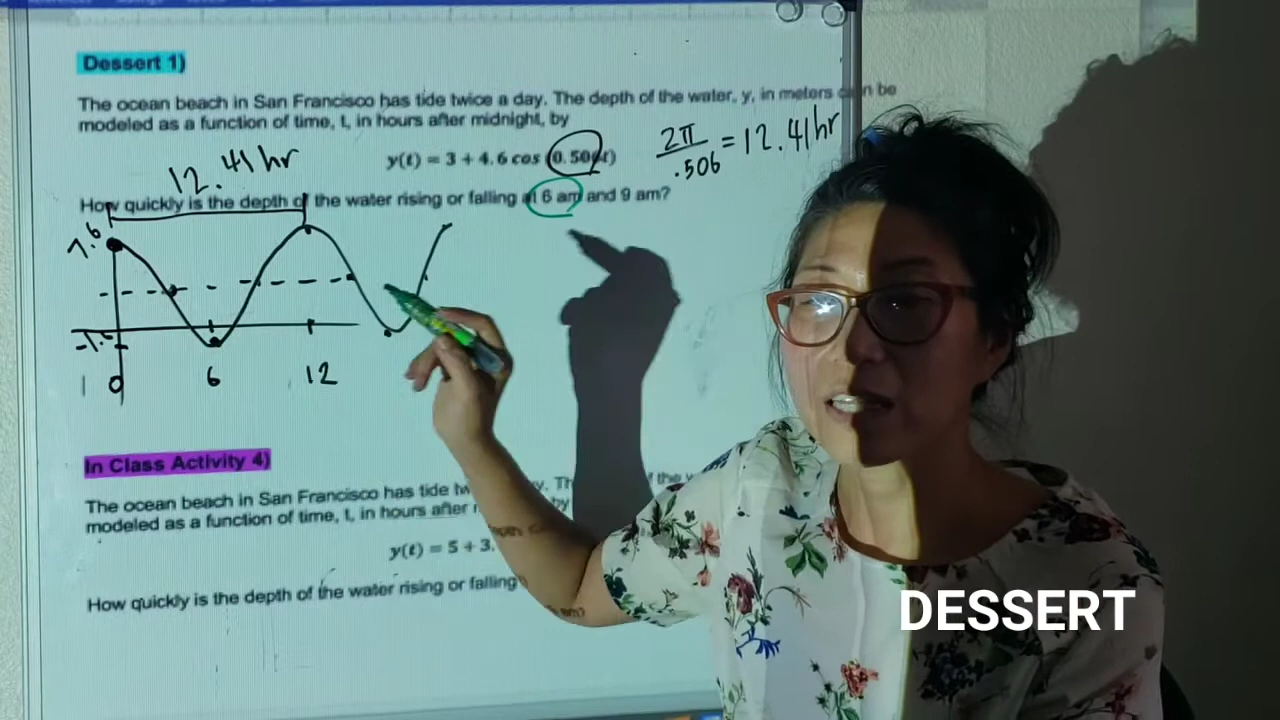 Dessert 1)
The ocean beach in San Francisco has tide twice a day. The depth of the water, y, in meters can be
modeled as a function of time, t, in hours after midnight, by
12.41 hr
y(t) = 3 + 4.6 cos (0.506t)
2π/.506 = 12.41 hr
How quickly is the depth of the water rising or falling at 6 am and 9 am?
7.6
-1.6
0 6 12
In Class Activity 4)
The ocean beach in San Francisco has tide tw
modeled as a function of time, t, in hours after
y(t) = 5 + 3.
How quickly is the depth of the water rising or falling
DESSERT